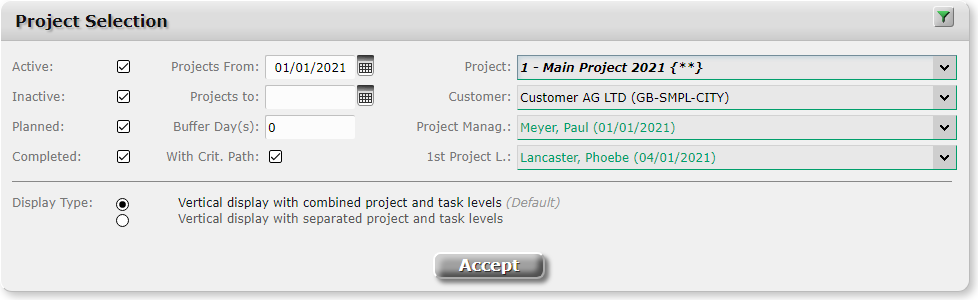 Project Selection
Active: Projects From: 01/01/2021 Project: 1 - Main Project 2021 {**}
Inactive: Projects to: Customer: Customer AG LTD (GB-SMPL-CITY)
Planned: Buffer Day(s): 0 Project Manag.: Meyer, Paul (01/01/2021)
Completed: With Crit. Path: 1st Project L.: Lancaster, Phoebe (04/01/2021)
Display Type: Vertical display with combined project and task levels (Default)
Vertical display with separated project and task levels
Accept